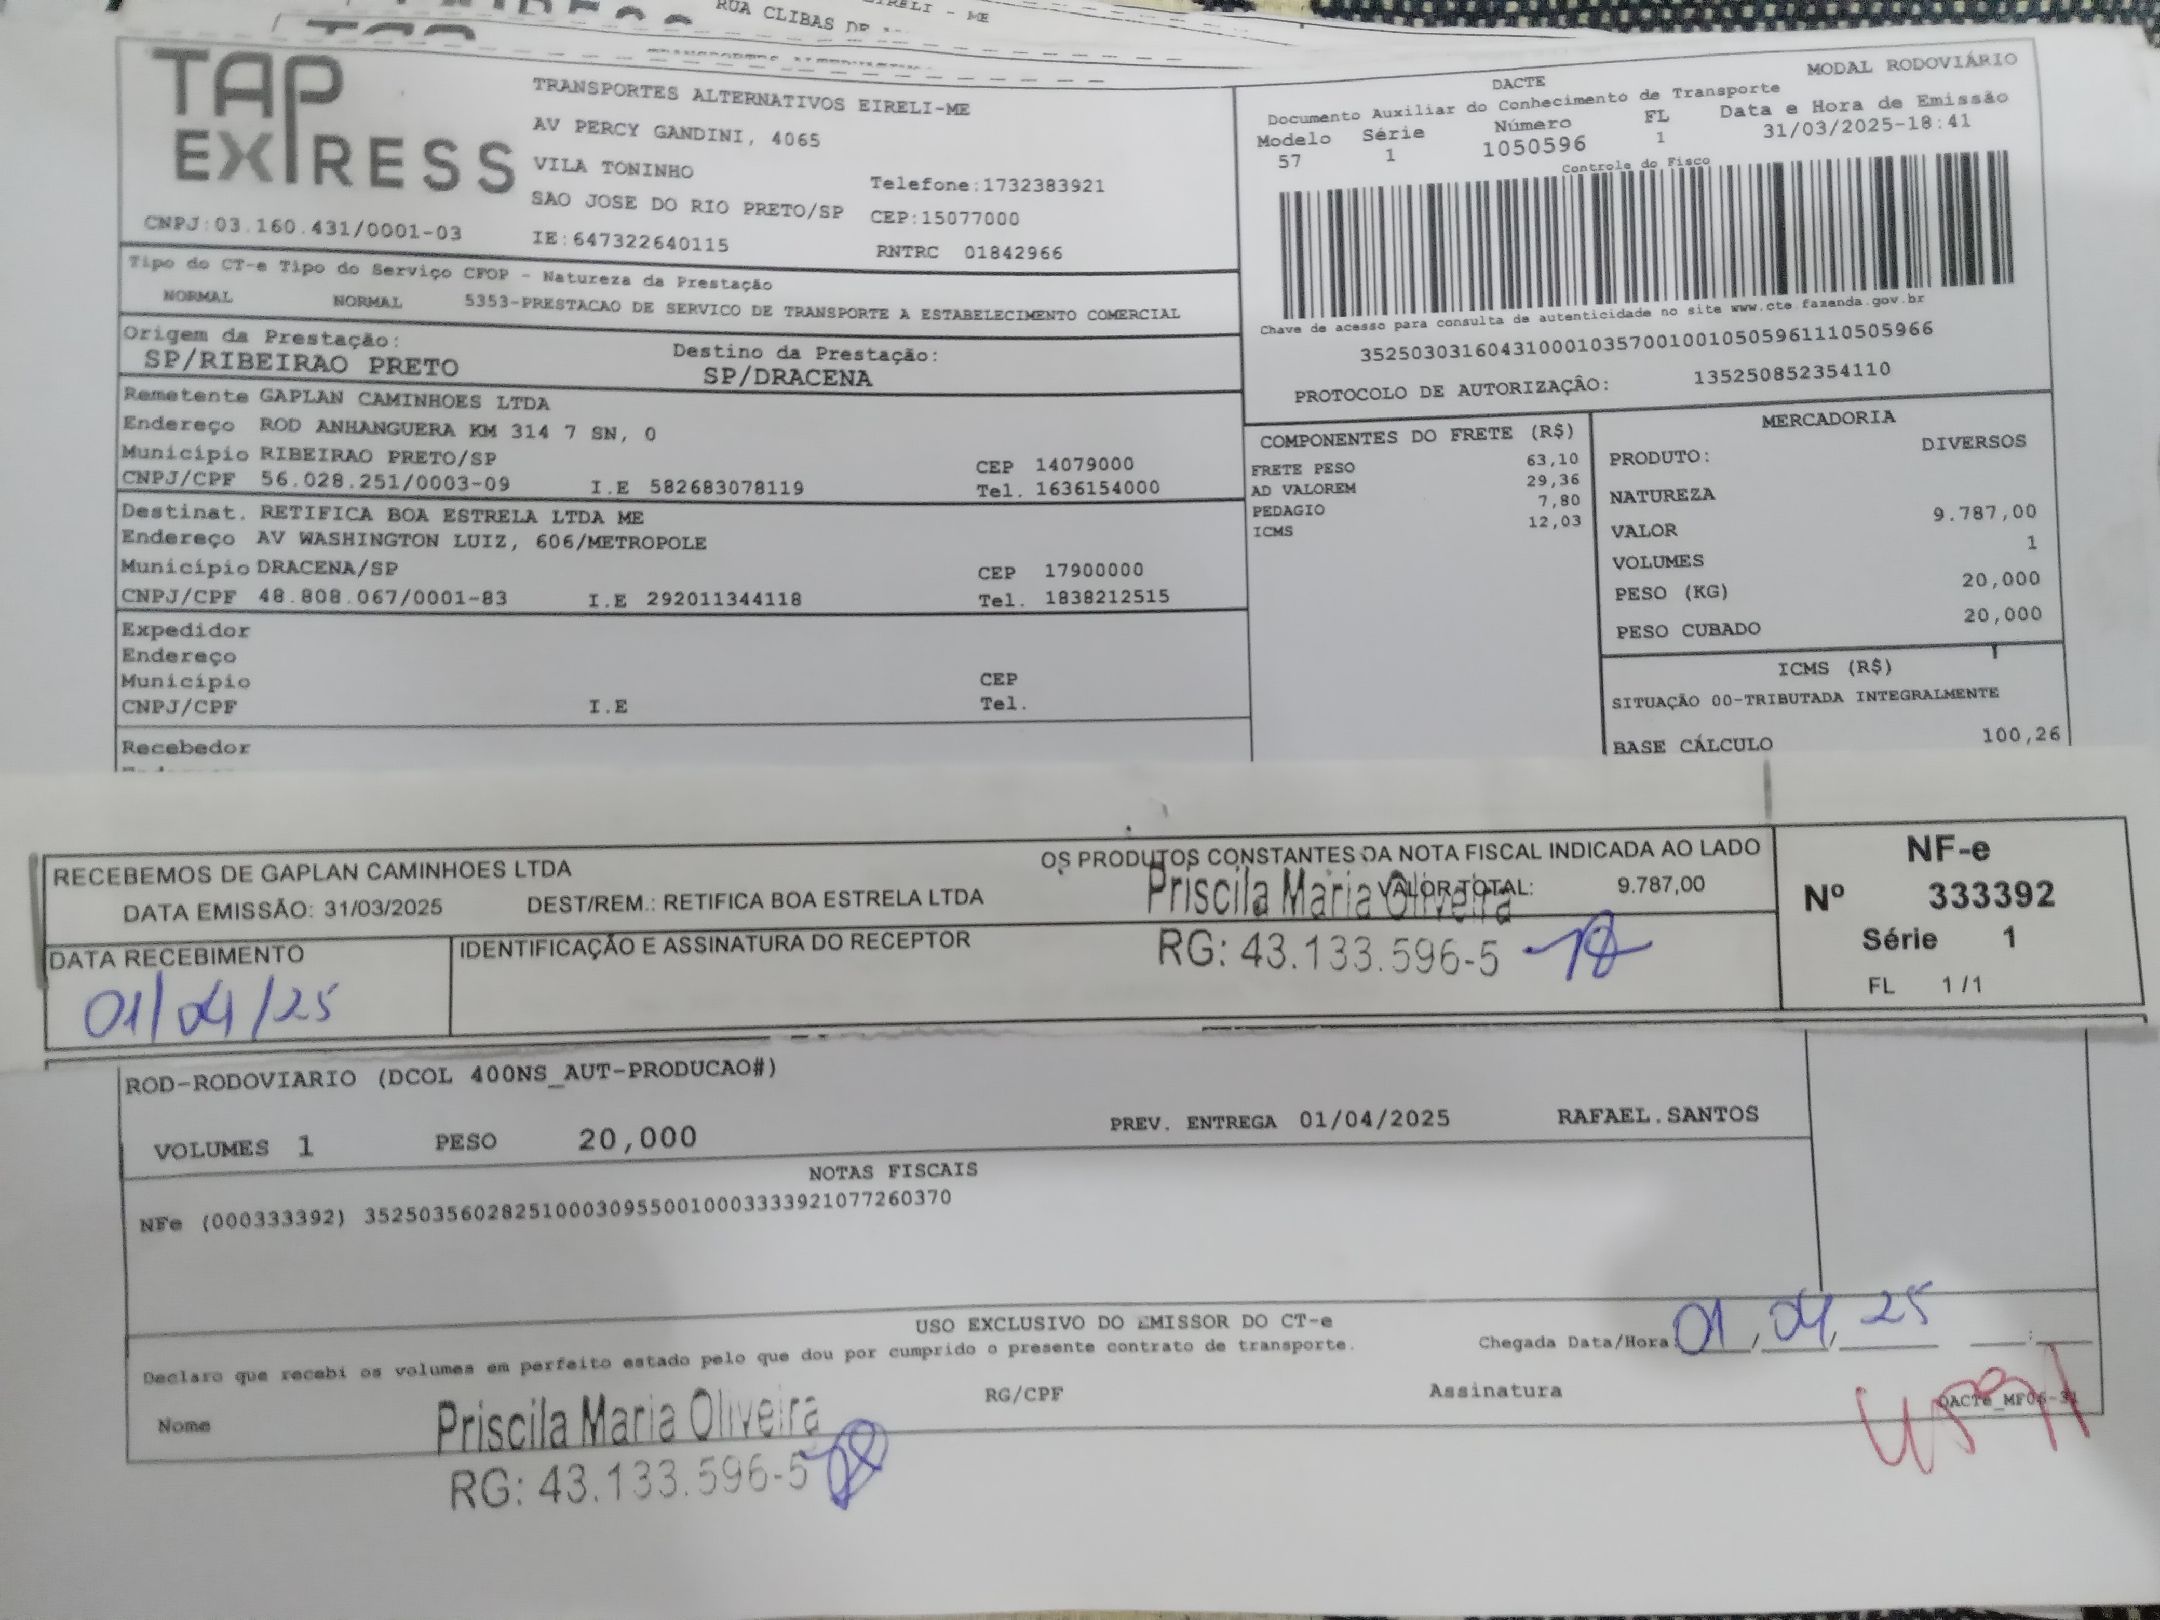 RUA CLIBAS DE
EIRELI - ME
TAP EXPRESS
TRANSPORTES ALTERNATIVOS EIRELI-ME
AV PERCY GANDINI, 4065
VILA TONINHO
Telefone:1732383921
SAO JOSE DO RIO PRETO/SP CEP:15077000
CNPJ:03.160.431/0001-03 IE:647322640115 RNTRC 01842966
DACTE MODAL RODOVIÁRIO
Documento Auxiliar do Conhecimento de Transporte
Modelo Série Número FL Data e Hora de Emissão
57 1 1050596 1 31/03/2025-18:41
Controle do Fisco
Chave de acesso para consulta de autenticidade no site www.cte.fazenda.gov.br
35250303160431000103570010010505961110505966
PROTOCOLO DE AUTORIZAÇÃO: 135250852354110
Tipo do CT-e Tipo do Serviço CFOP - Natureza da Prestação
NORMAL NORMAL 5353-PRESTACAO DE SERVICO DE TRANSPORTE A ESTABELECIMENTO COMERCIAL
Origem da Prestação: Destino da Prestação:
SP/RIBEIRAO PRETO SP/DRACENA
Remetente GAPLAN CAMINHOES LTDA
Endereço ROD ANHANGUERA KM 314 7 SN, 0
Município RIBEIRAO PRETO/SP CEP 14079000
CNPJ/CPF 56.028.251/0003-09 I.E 582683078119 Tel. 1636154000
Destinat. RETIFICA BOA ESTRELA LTDA ME
Endereço AV WASHINGTON LUIZ, 606/METROPOLE
Município DRACENA/SP CEP 17900000
CNPJ/CPF 48.808.067/0001-83 I.E 292011344118 Tel. 1838212515
Expedidor
Endereço
Município CEP
CNPJ/CPF I.E Tel.
Recebedor
COMPONENTES DO FRETE (R$)
FRETE PESO 63,10
AD VALOREM 29,36
PEDAGIO 7,80
ICMS 12,03
MERCADORIA
PRODUTO: DIVERSOS
NATUREZA
VALOR 9.787,00
VOLUMES 1
PESO (KG) 20,000
PESO CUBADO 20,000
ICMS (R$)
SITUAÇÃO 00-TRIBUTADA INTEGRALMENTE
BASE CÁLCULO 100,26
RECEBEMOS DE GAPLAN CAMINHOES LTDA OS PRODUTOS CONSTANTES DA NOTA FISCAL INDICADA AO LADO
DATA EMISSÃO: 31/03/2025 DEST/REM.: RETIFICA BOA ESTRELA LTDA VALOR TOTAL: 9.787,00
Priscila Maria Oliveira
DATA RECEBIMENTO IDENTIFICAÇÃO E ASSINATURA DO RECEPTOR
RG: 43.133.596-5
01/04/25
NF-e
Nº 333392
Série 1
FL 1/1
ROD-RODOVIARIO (DCOL 400NS_AUT-PRODUCAO#)
VOLUMES 1 PESO 20,000 PREV. ENTREGA 01/04/2025 RAFAEL.SANTOS
NOTAS FISCAIS
NFe (000333392) 35250356028251000309550010003333921077260370
USO EXCLUSIVO DO EMISSOR DO CT-e
Declaro que recebi os volumes em perfeito estado pelo que dou por cumprido o presente contrato de transporte.
Chegada Data/Hora 01, 04, 25 :
Nome RG/CPF Assinatura
Priscila Maria Oliveira
RG: 43.133.596-5